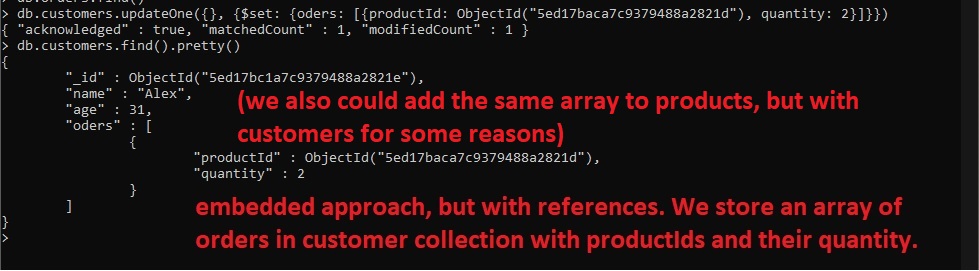 db.orders.find()
> db.customers.updateOne({}, {$set: {oders: [{productId: ObjectId("5ed17baca7c9379488a2821d"), quantity: 2}]}})
{ "acknowledged" : true, "matchedCount" : 1, "modifiedCount" : 1 }
> db.customers.find().pretty()
{
"_id" : ObjectId("5ed17bc1a7c9379488a2821e"),
"name" : "Alex",
"age" : 31,
"oders" : [
{
"productId" : ObjectId("5ed17baca7c9379488a2821d"),
"quantity" : 2
}
]
}
>
(we also could add the same array to products, but with
customers for some reasons)
embedded approach, but with references. We store an array of
orders in customer collection with productIds and their quantity.